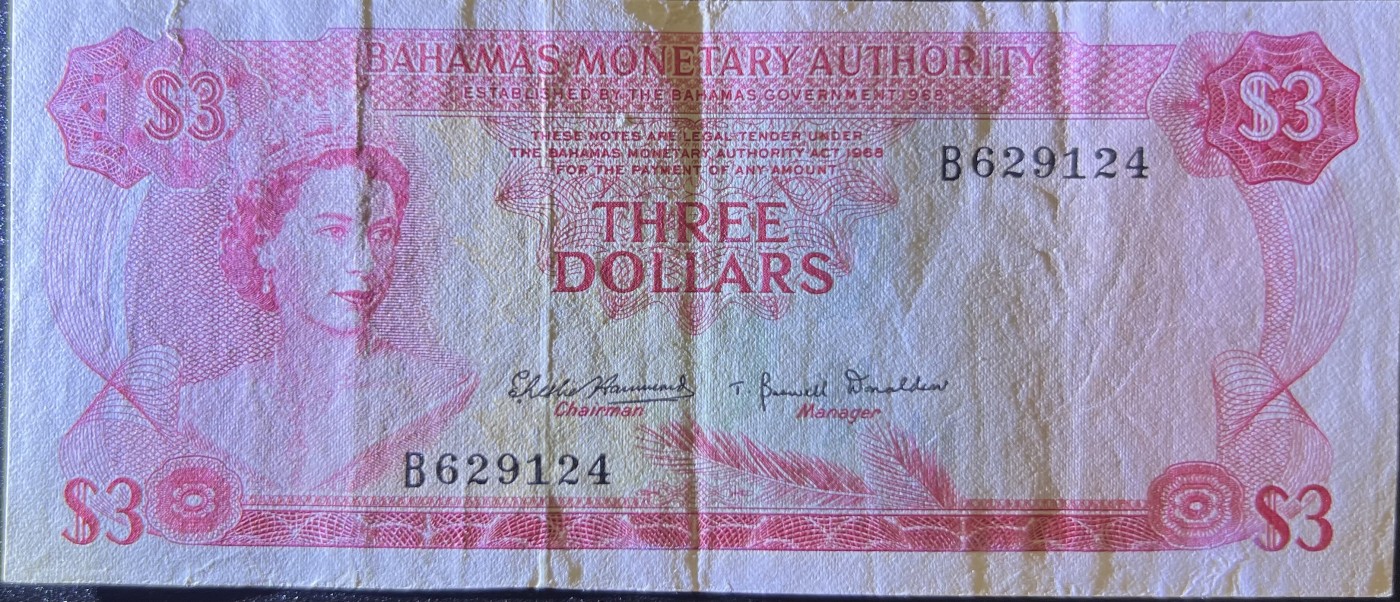 $3
BAHAMAS MONETARY AUTHORITY
$3
ESTABLISHED BY THE BAHAMAS GOVERNMENT 1968
THESE NOTES ARE LEGAL TENDER UNDER
THE BAHAMAS MONETARY AUTHORITY ACT 1968
FOR THE PAYMENT OF ANY AMOUNT
B629124
THREE
DOLLARS
T. Donaldson
Chairman
Manager
B629124
$3
$3